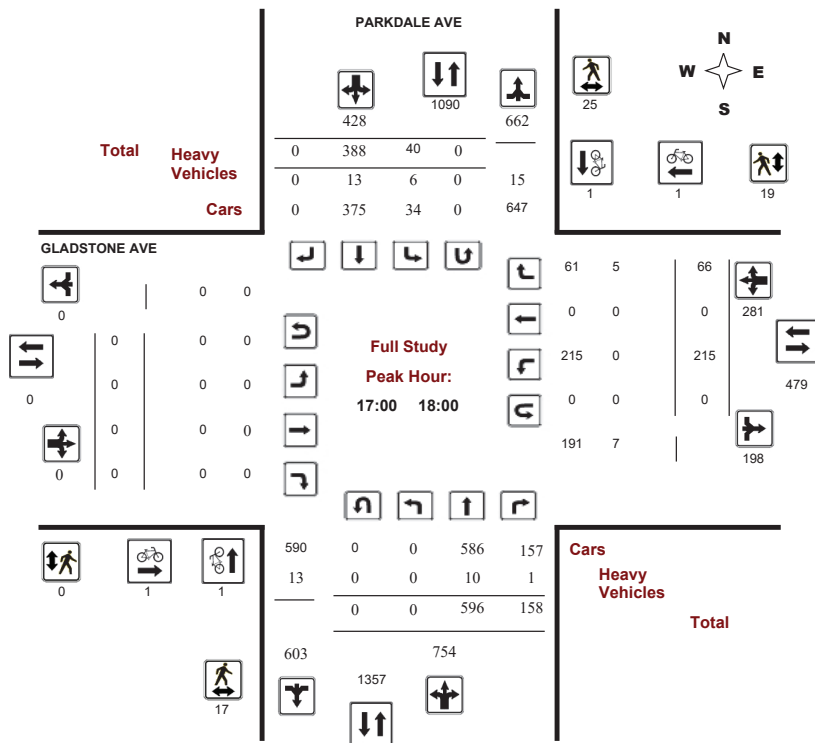 PARKDALE AVE
N
W E
S
1090
25
428 662
Total Heavy Vehicles
0 388 40 0
0 13 6 0 15
Cars 0 375 34 0 647
1 1 19
GLADSTONE AVE
61 5 66
0 0 0
0 0 0 281
0 0 0
Full Study
Peak Hour:
17:00 18:00
215 0 215
0 0 0
479
0
0 0 0
0 0 0
191 7
198
0 0 0 0
590 0 0 586 157
13 0 0 10 1
0 0 596 158
Cars
Heavy Vehicles
Total
0 1 1
603 754
1357
17